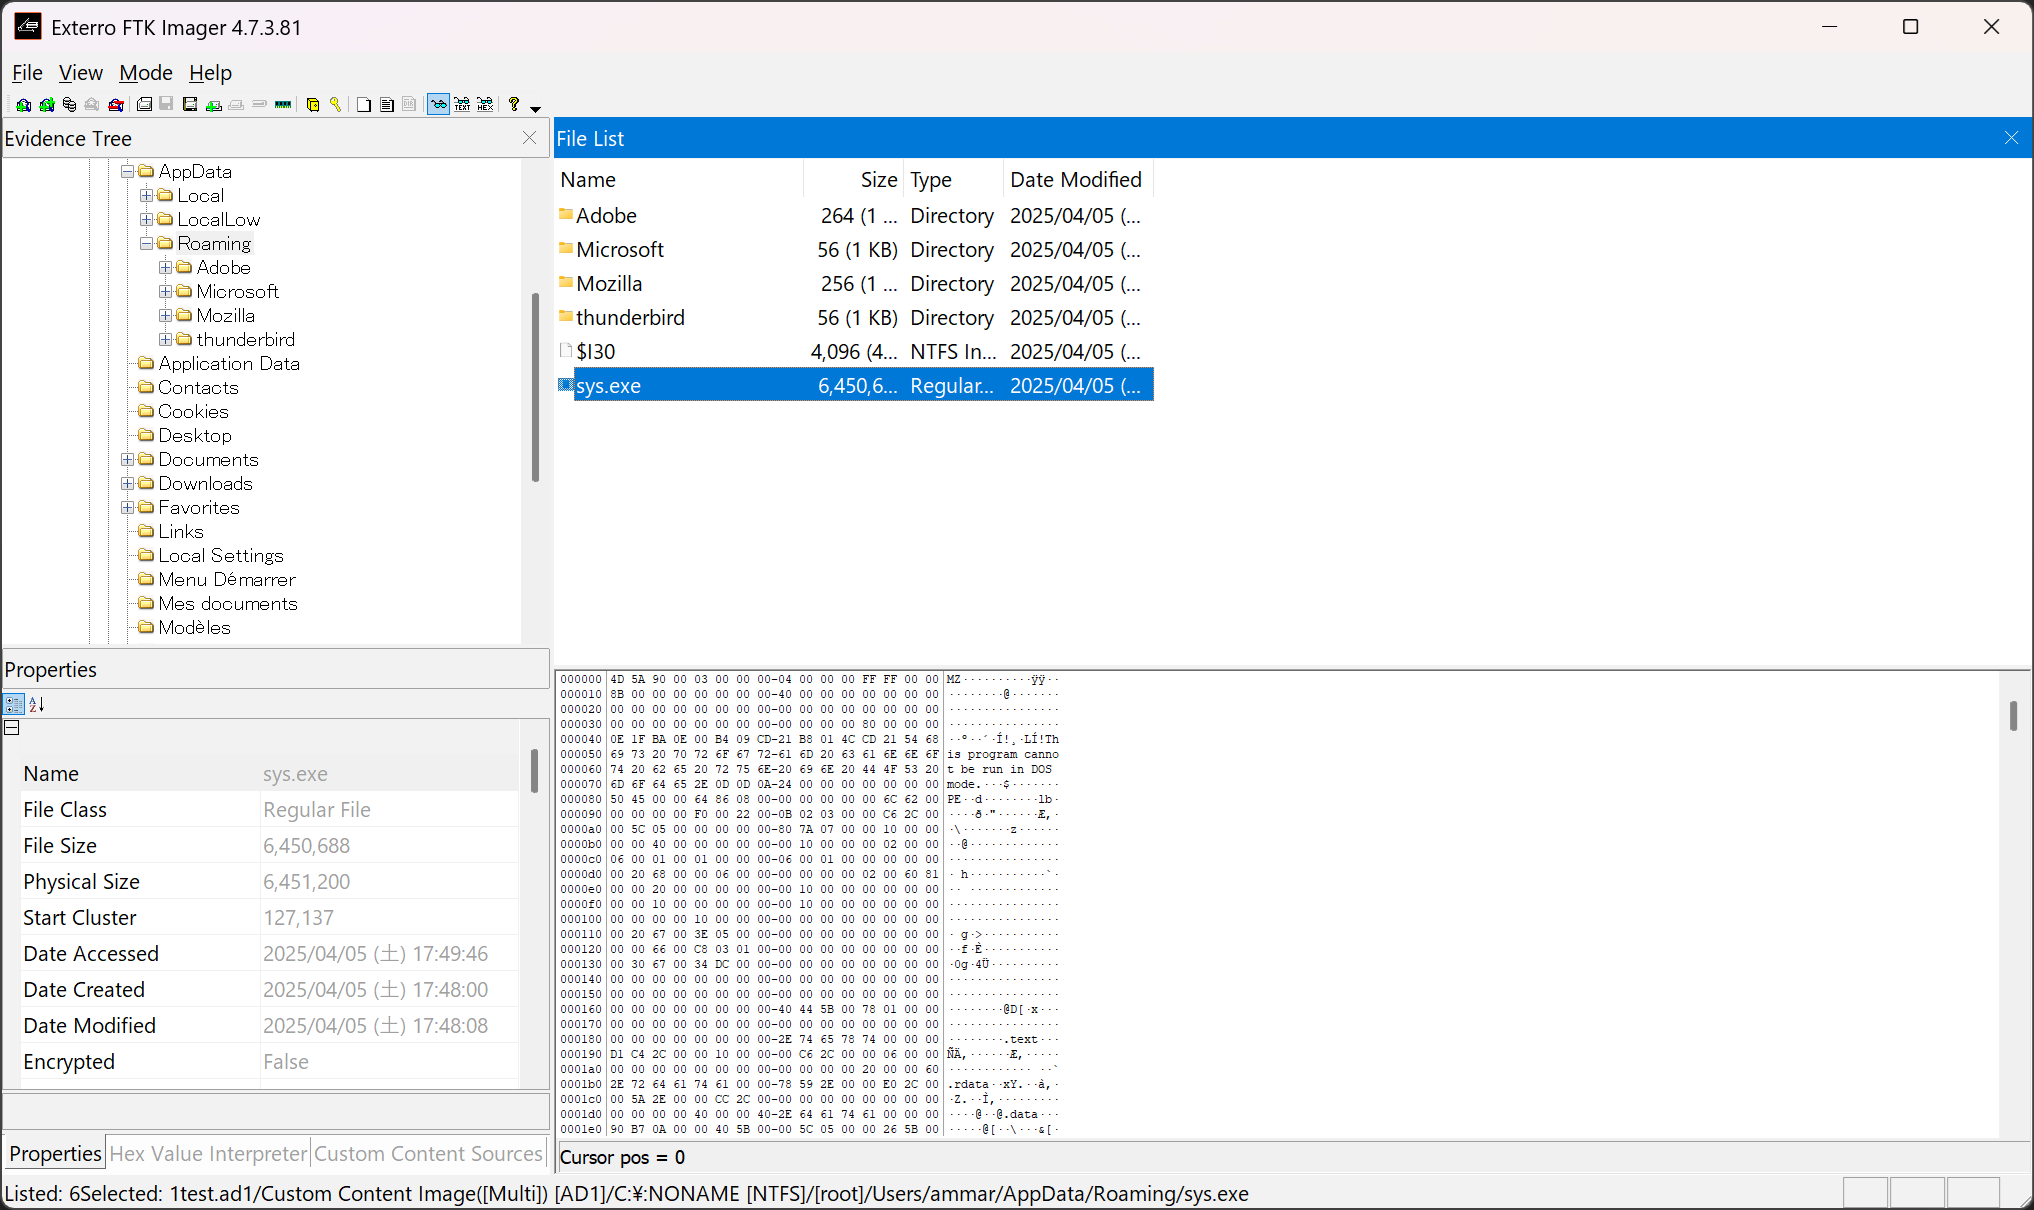 Exterro FTK Imager 4.7.3.81
File View Mode Help
Evidence Tree
AppData
Local
LocalLow
Roaming
Adobe
Microsoft
Mozilla
thunderbird
Application Data
Contacts
Cookies
Desktop
Documents
Downloads
Favorites
Links
Local Settings
Menu Démarrer
Mes documents
Modèles
File List
Name Size Type Date Modified
Adobe 264 (1 ... Directory 2025/04/05 (...
Microsoft 56 (1 KB) Directory 2025/04/05 (...
Mozilla 256 (1 ... Directory 2025/04/05 (...
thunderbird 56 (1 KB) Directory 2025/04/05 (...
$I30 4,096 (4... NTFS In... 2025/04/05 (...
sys.exe 6,450,6... Regular... 2025/04/05 (...
Properties
Name sys.exe
File Class Regular File
File Size 6,450,688
Physical Size 6,451,200
Start Cluster 127,137
Date Accessed 2025/04/05 (土) 17:49:46
Date Created 2025/04/05 (土) 17:48:00
Date Modified 2025/04/05 (土) 17:48:08
Encrypted False
Properties Hex Value Interpreter Custom Content Sources
000000 4D 5A 90 00 03 00 00 00-04 00 00 00 FF FF 00 00 MZ··········ÿÿ··
000010 8B 00 00 00 00 00 00 00-40 00 00 00 00 00 00 00 ········@·······
000020 00 00 00 00 00 00 00 00-00 00 00 00 00 00 00 00 ················
000030 00 00 00 00 00 00 00 00-00 00 00 00 80 00 00 00 ················
000040 0E 1F BA 0E 00 B4 09 CD-21 B8 01 4C CD 21 54 68 ··º··´·Í!¸·LÍ!Th
000050 69 73 20 70 72 6F 67 72-61 6D 20 63 61 6E 6E 6F is program canno
000060 74 20 62 65 20 72 75 6E-20 69 6E 20 44 4F 53 20 t be run in DOS
000070 6D 6F 64 65 2E 0D 0D 0A-24 00 00 00 00 00 00 00 mode.···$·······
000080 50 45 00 00 64 86 08 00-00 00 00 00 00 6C 62 00 PE··d········lb·
000090 00 00 00 00 F0 00 22 00-0B 02 03 00 00 C6 2C 00 ····ð·"······Æ,·
0000a0 00 5C 05 00 00 00 00 00-80 7A 07 00 00 10 00 00 ·\·······z······
0000b0 00 00 40 00 00 00 00 00-00 10 00 00 00 02 00 00 ··@·············
0000c0 06 00 01 00 01 00 00 00-06 00 01 00 00 00 00 00 ················
0000d0 00 20 68 00 00 06 00 00-00 00 00 00 02 00 60 81 · h···········`·
0000e0 00 00 20 00 00 00 00 00-00 10 00 00 00 00 00 00 ·· ·············
0000f0 00 00 10 00 00 00 00 00-00 10 00 00 00 00 00 00 ················
000100 00 00 00 00 10 00 00 00-00 00 00 00 00 00 00 00 ················
000110 00 20 67 00 3E 05 00 00-00 00 00 00 00 00 00 00 · g·>···········
000120 00 00 66 00 C8 03 01 00-00 00 00 00 00 00 00 00 ··f·È···········
000130 00 30 67 00 34 DC 00 00-00 00 00 00 00 00 00 00 ·0g·4Ü··········
000140 00 00 00 00 00 00 00 00-00 00 00 00 00 00 00 00 ················
000150 00 00 00 00 00 00 00 00-00 00 00 00 00 00 00 00 ················
000160 00 00 00 00 00 00 00 00-40 44 5B 00 78 01 00 00 ········@D[·x···
000170 00 00 00 00 00 00 00 00-00 00 00 00 00 00 00 00 ················
000180 00 00 00 00 00 00 00 00-2E 74 65 78 74 00 00 00 ········.text···
000190 D1 C4 2C 00 00 10 00 00-00 C6 2C 00 00 06 00 00 ÑÄ,······Æ,·····
0001a0 00 00 00 00 00 00 00 00-00 00 00 00 20 00 00 60 ············ ··`
0001b0 2E 72 64 61 74 61 00 00-78 59 2E 00 00 E0 2C 00 .rdata··xY.··à,·
0001c0 00 5A 2E 00 00 CC 2C 00-00 00 00 00 00 00 00 00 ·Z.··Ì,·········
0001d0 00 00 00 00 40 00 00 40-2E 64 61 74 61 00 00 00 ····@··@.data···
0001e0 90 B7 0A 00 00 40 5B 00-00 5C 05 00 00 26 5B 00 ·····@[··\···&[·
Cursor pos = 0
Listed: 6Selected: 1test.ad1/Custom Content Image([Multi]) [AD1]/C:¥:NONAME [NTFS]/[root]/Users/ammar/AppData/Roaming/sys.exe